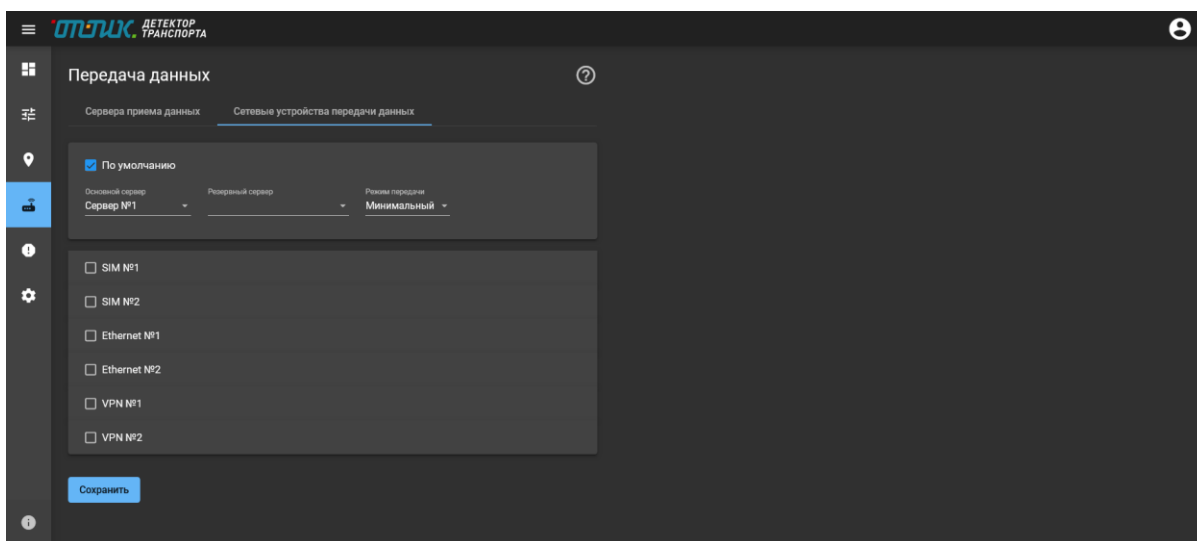 ОПТИК. ДЕТЕКТОР
ТРАНСПОРТА
Передача данных
Сервера приема данных Сетевые устройства передачи данных
По умолчанию
Основной сервер Резервный сервер Режим передачи
Сервер №1 Минимальный
SIM №1
SIM №2
Ethernet №1
Ethernet №2
VPN №1
VPN №2
Сохранить